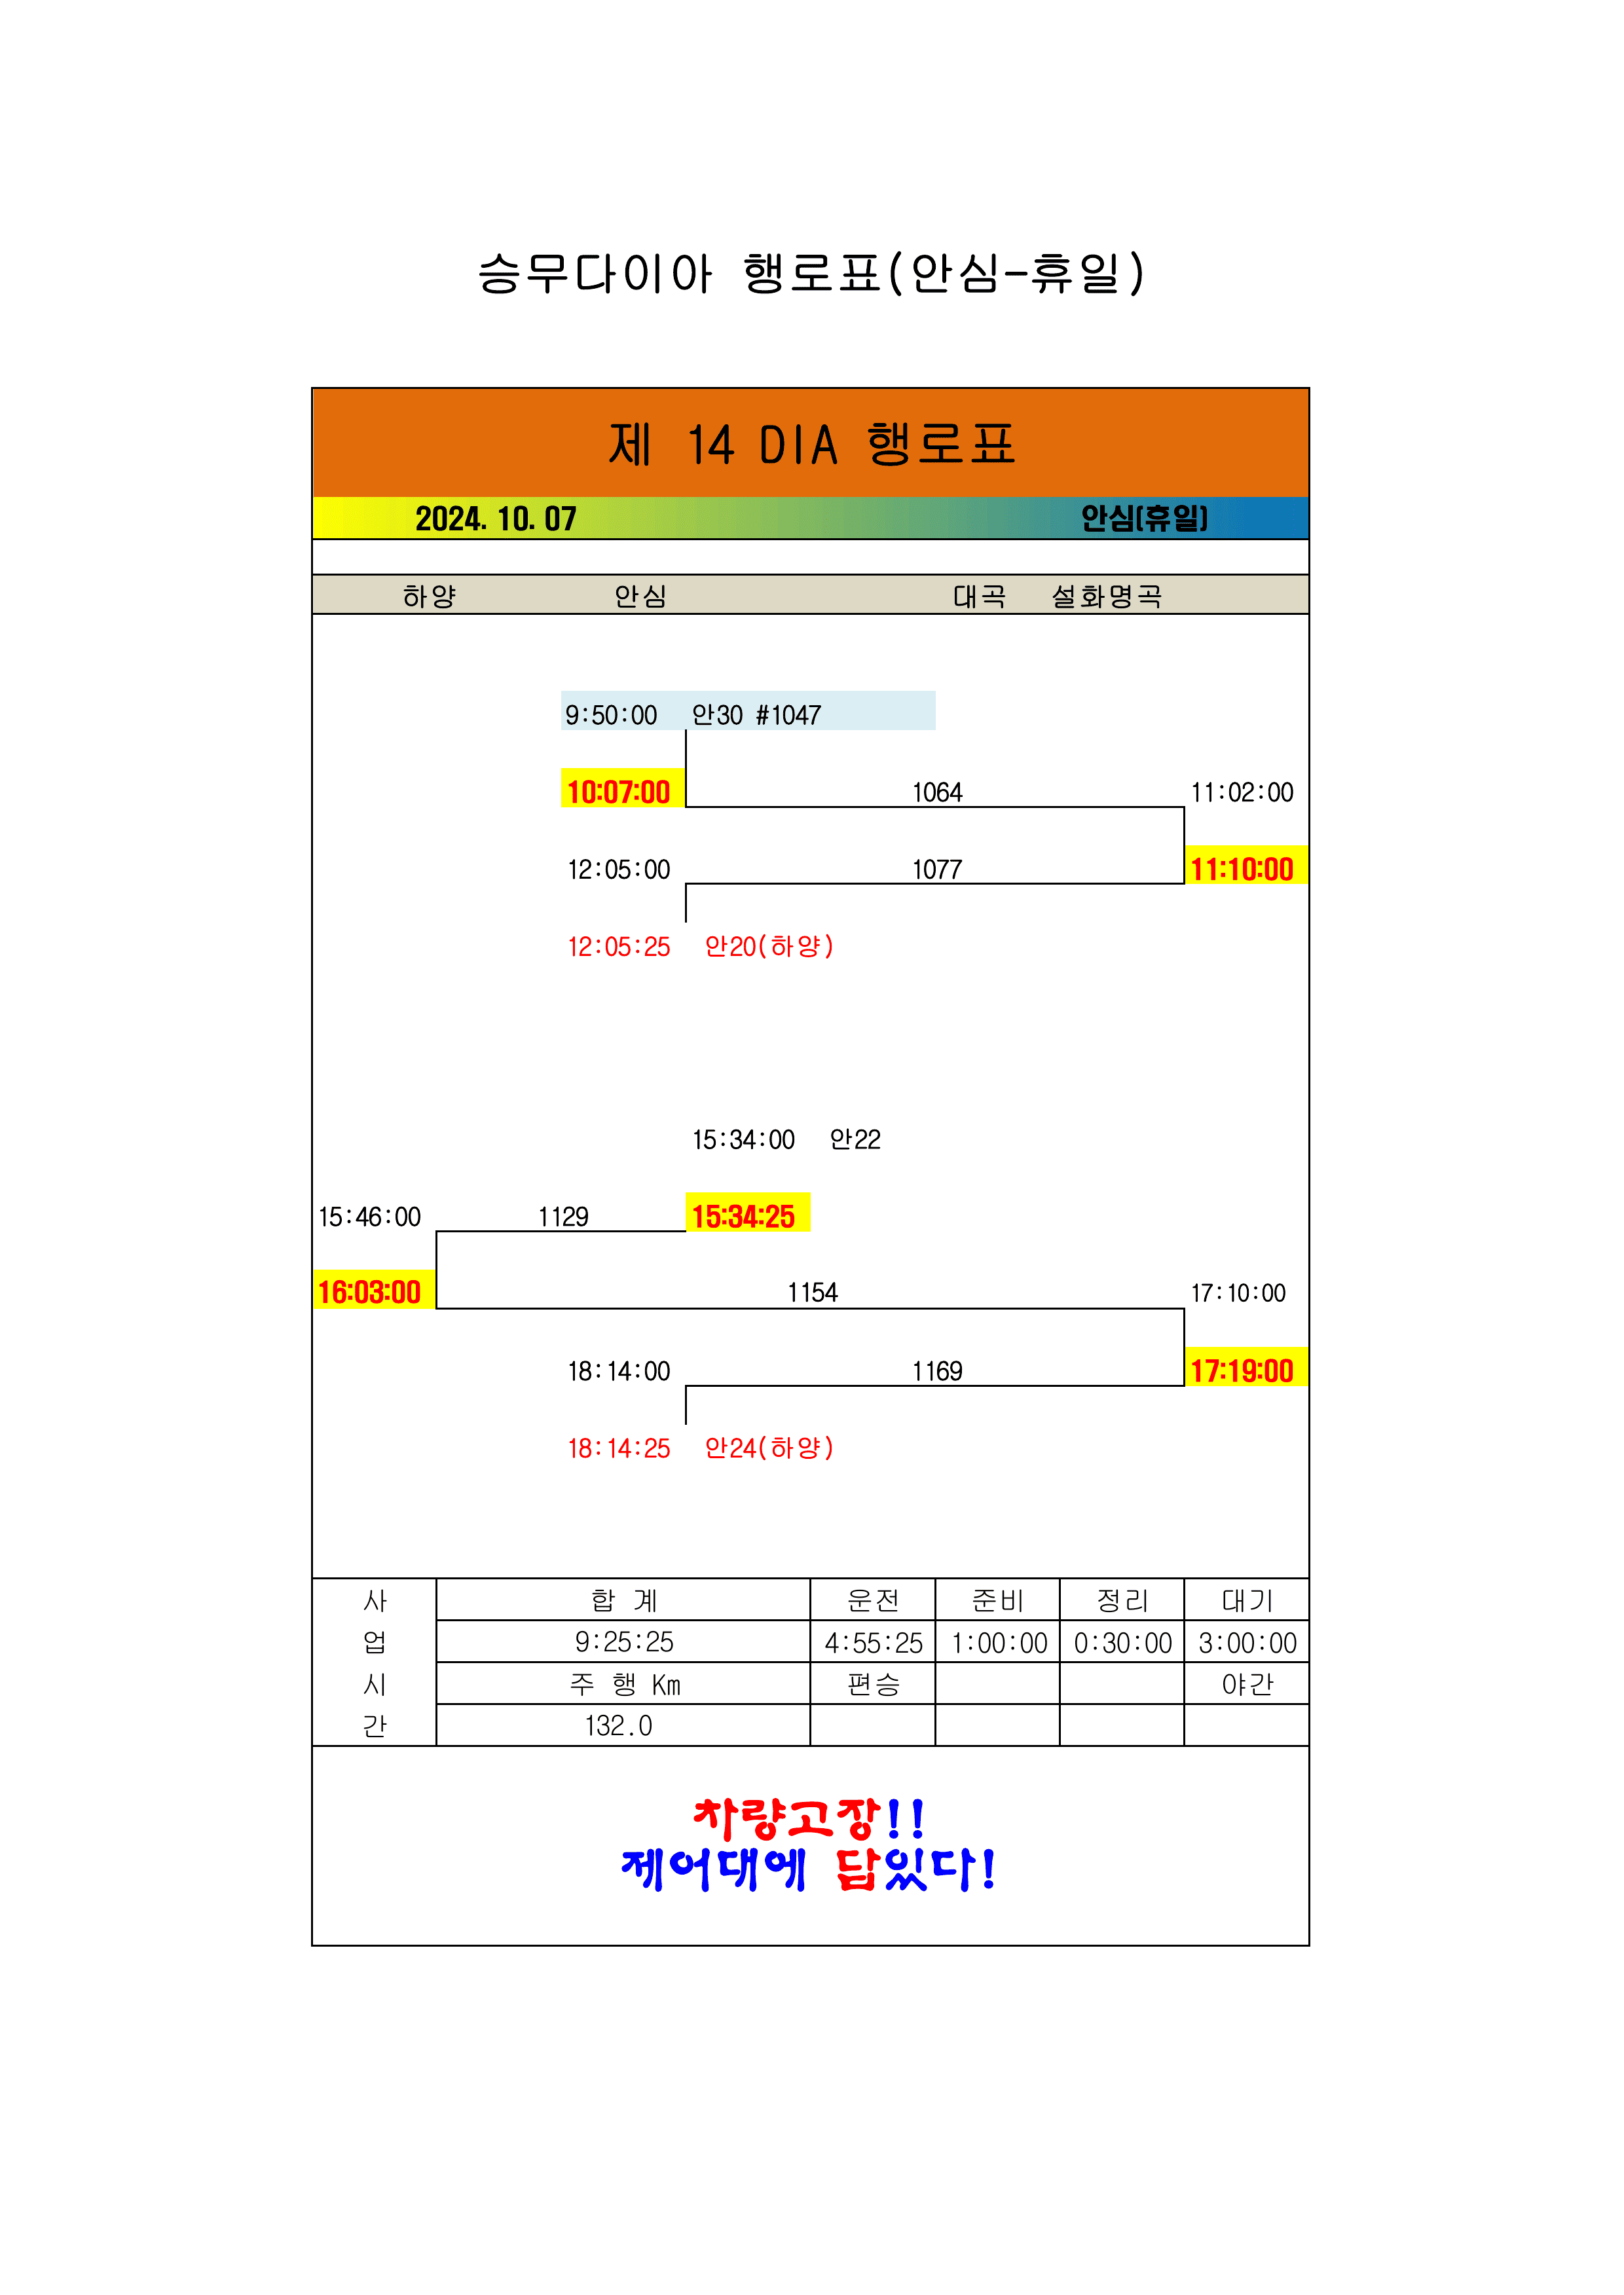 승무다이아 행로표(안심-휴일)
제 14 DIA 행로표
2024. 10. 07 안심(휴일)
하양 안심 대곡 설화명곡
9:50:00 안30 #1047
10:07:00 1064 11:02:00
12:05:00 1077 11:10:00
12:05:25 안20(하양)
15:34:00 안22
15:46:00 1129 15:34:25
16:03:00 1154 17:10:00
18:14:00 1169 17:19:00
18:14:25 안24(하양)
사 합 계 운전 준비 정리 대기
업 9:25:25 4:55:25 1:00:00 0:30:00 3:00:00
시 주 행 Km 편승 야간
간 132.0
차량고장!!
제어대에 답있다!